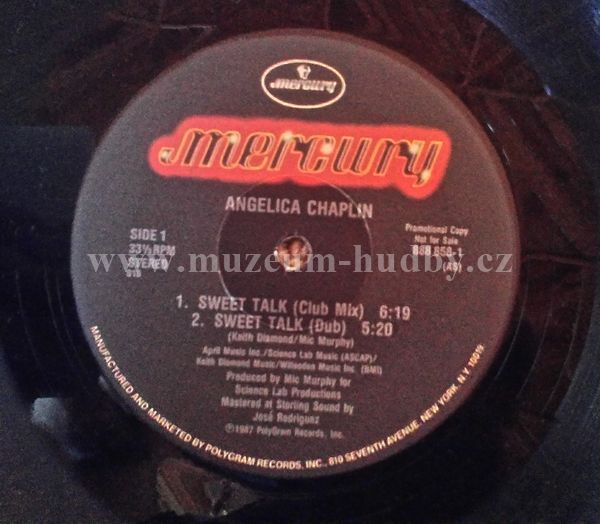 mercury
mercury
ANGELICA CHAPLIN
SIDE 1
33⅓ RPM
STEREO
Promotional Copy
Not for Sale
888 858-1
(AS)
www.muzeum-hudby.cz
1. SWEET TALK (Club Mix) 6:19
2. SWEET TALK (Dub) 5:20
(Keith Diamond/Mic Murphy)
April Music Inc./Science Lab Music (ASCAP)/
Keith Diamond Music/Willesden Music Inc (BMI)
Produced by Mic Murphy for
Science Lab Productions
Mastered at Sterling Sound by
José Rodriguez
℗1987 PolyGram Records, Inc.
MANUFACTURED AND MARKETED BY POLYGRAM RECORDS, INC., 810 SEVENTH AVENUE, NEW YORK, N.Y. 10019